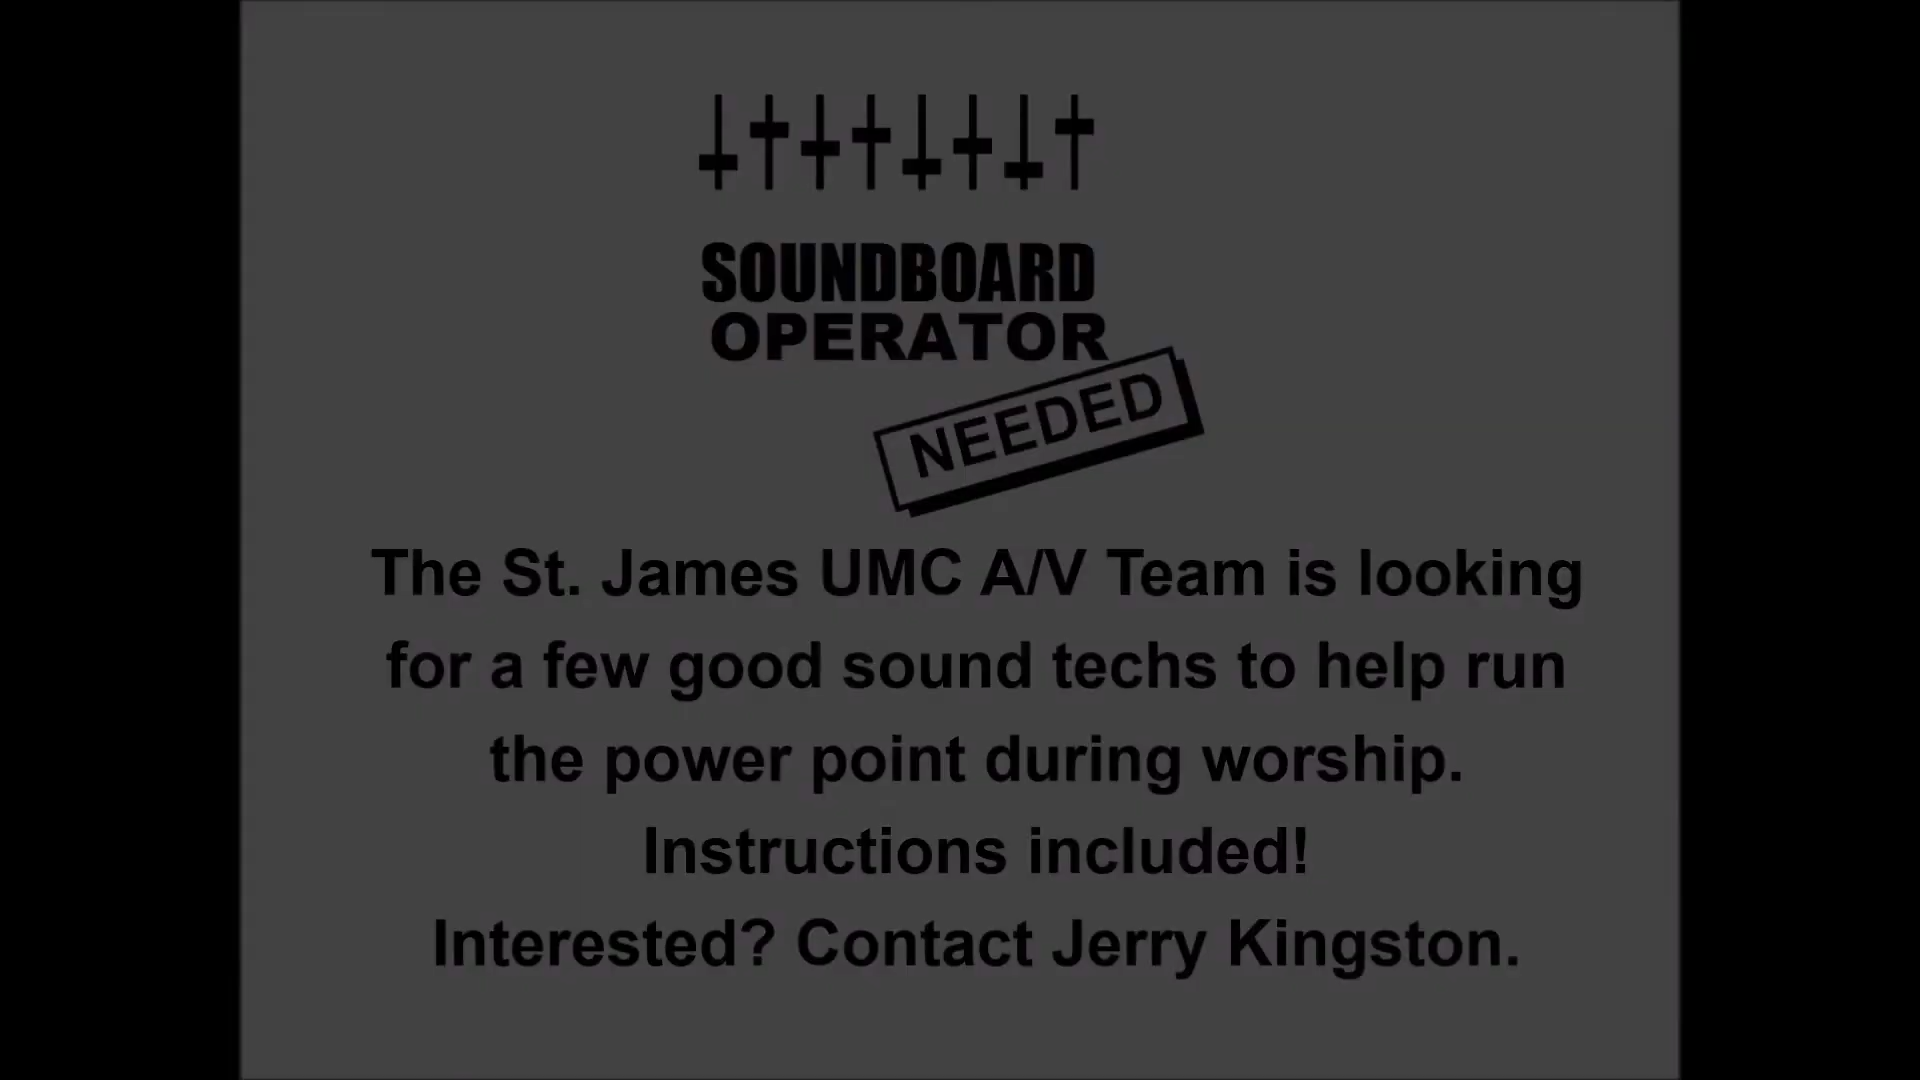 SOUNDBOARD
OPERATOR
NEEDED
The St. James UMC A/V Team is looking
for a few good sound techs to help run
the power point during worship.
Instructions included!
Interested? Contact Jerry Kingston.